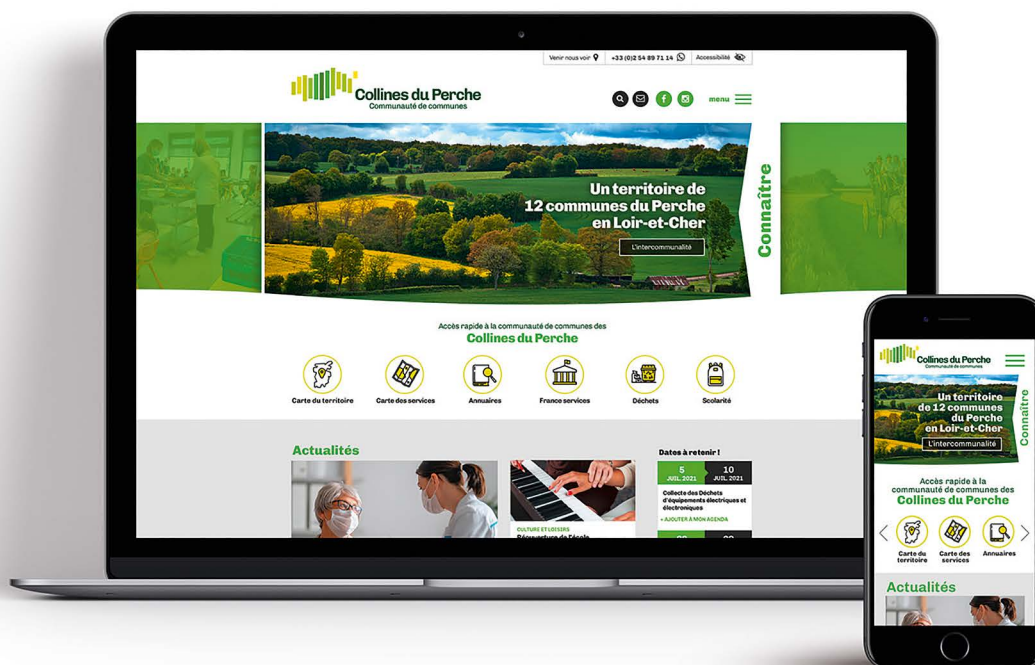 Venir nous voir
+33 (0)2 54 89 71 14
Accessibilité
Collines du Perche
Communauté de communes
menu
Un territoire de
12 communes du Perche
en Loir-et-Cher
L'intercommunalité
Connaître
Accès rapide à la communauté de communes des
Collines du Perche
Carte du territoire
Carte des services
Annuaires
France services
Déchets
Scolarité
Actualités
Dates à retenir !
5
JUIL. 2021
10
JUIL. 2021
Collecte des Déchets
d'équipements électriques et
électroniques
+ AJOUTER À MON AGENDA
CULTURE ET LOISIRS
Réouverture de l'école
Collines du Perche
Communauté de communes
Un territoire
de 12 communes
du Perche
en Loir-et-Cher
L'intercommunalité
Connaître
Accès rapide à la
communauté de communes des
Collines du Perche
Carte du
territoire
Carte des
services
Annuaires
Actualités